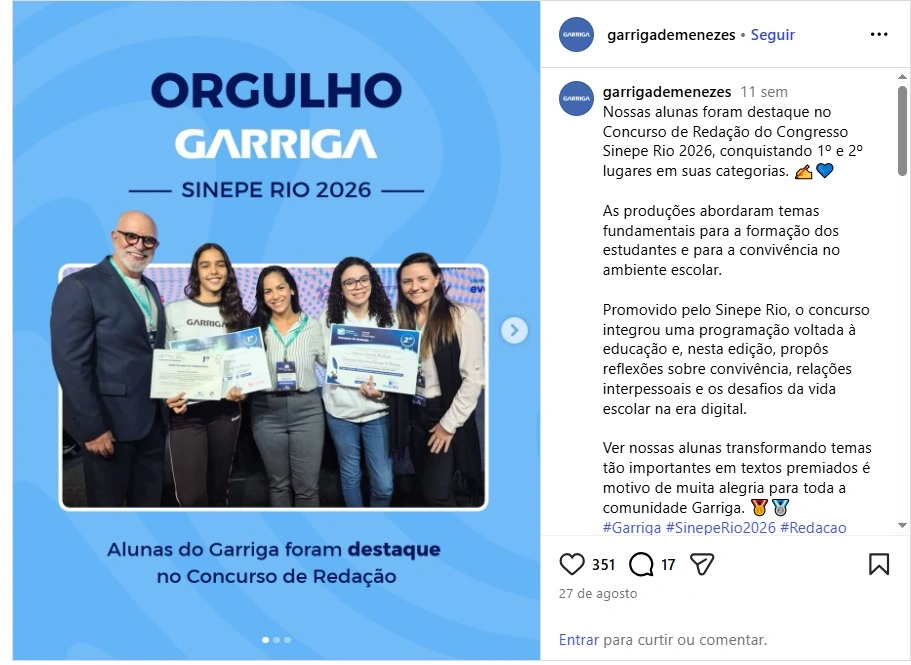 ORGULHO
GARRIGA
SINEPE RIO 2026
GARRIGA
1º
1º
2º
Alunas do Garriga foram destaque
no Concurso de Redação
GARRIGA
garrigademenezes • Seguir
GARRIGA
garrigademenezes 11 sem
Nossas alunas foram destaque no
Concurso de Redação do Congresso
Sinepe Rio 2026, conquistando 1º e 2º
lugares em suas categorias. ✍️💙
As produções abordaram temas
fundamentais para a formação dos
estudantes e para a convivência no
ambiente escolar.
Promovido pelo Sinepe Rio, o concurso
integrou uma programação voltada à
educação e, nesta edição, propôs
reflexões sobre convivência, relações
interpessoais e os desafios da vida
escolar na era digital.
Ver nossas alunas transformando temas
tão importantes em textos premiados é
motivo de muita alegria para toda a
comunidade Garriga. 🥇🥈
#Garriga #SinepeRio2026 #Redacao
351 17
27 de agosto
Entrar para curtir ou comentar.